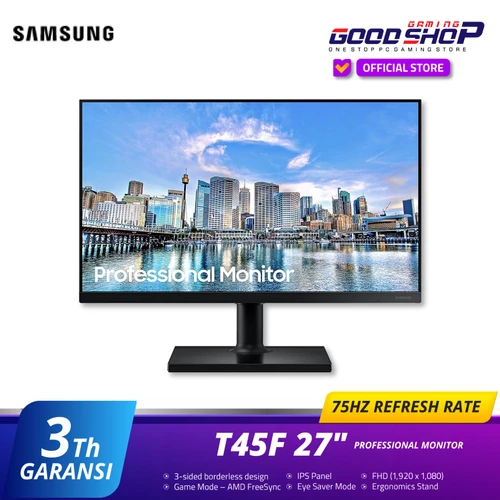 SAMSUNG
GAMING
GOODSHOP
ONE STOP PC GAMING STORE
OFFICIAL STORE
Professional Monitor
SAMSUNG
75HZ REFRESH RATE
3Th
GARANSI
T45F 27" PROFESSIONAL MONITOR
- 3-sided borderless design
- Game Mode – AMD FreeSync
- IPS Panel
- Eye Saver Mode
- FHD (1,920 x 1,080)
- Ergonomics Stand